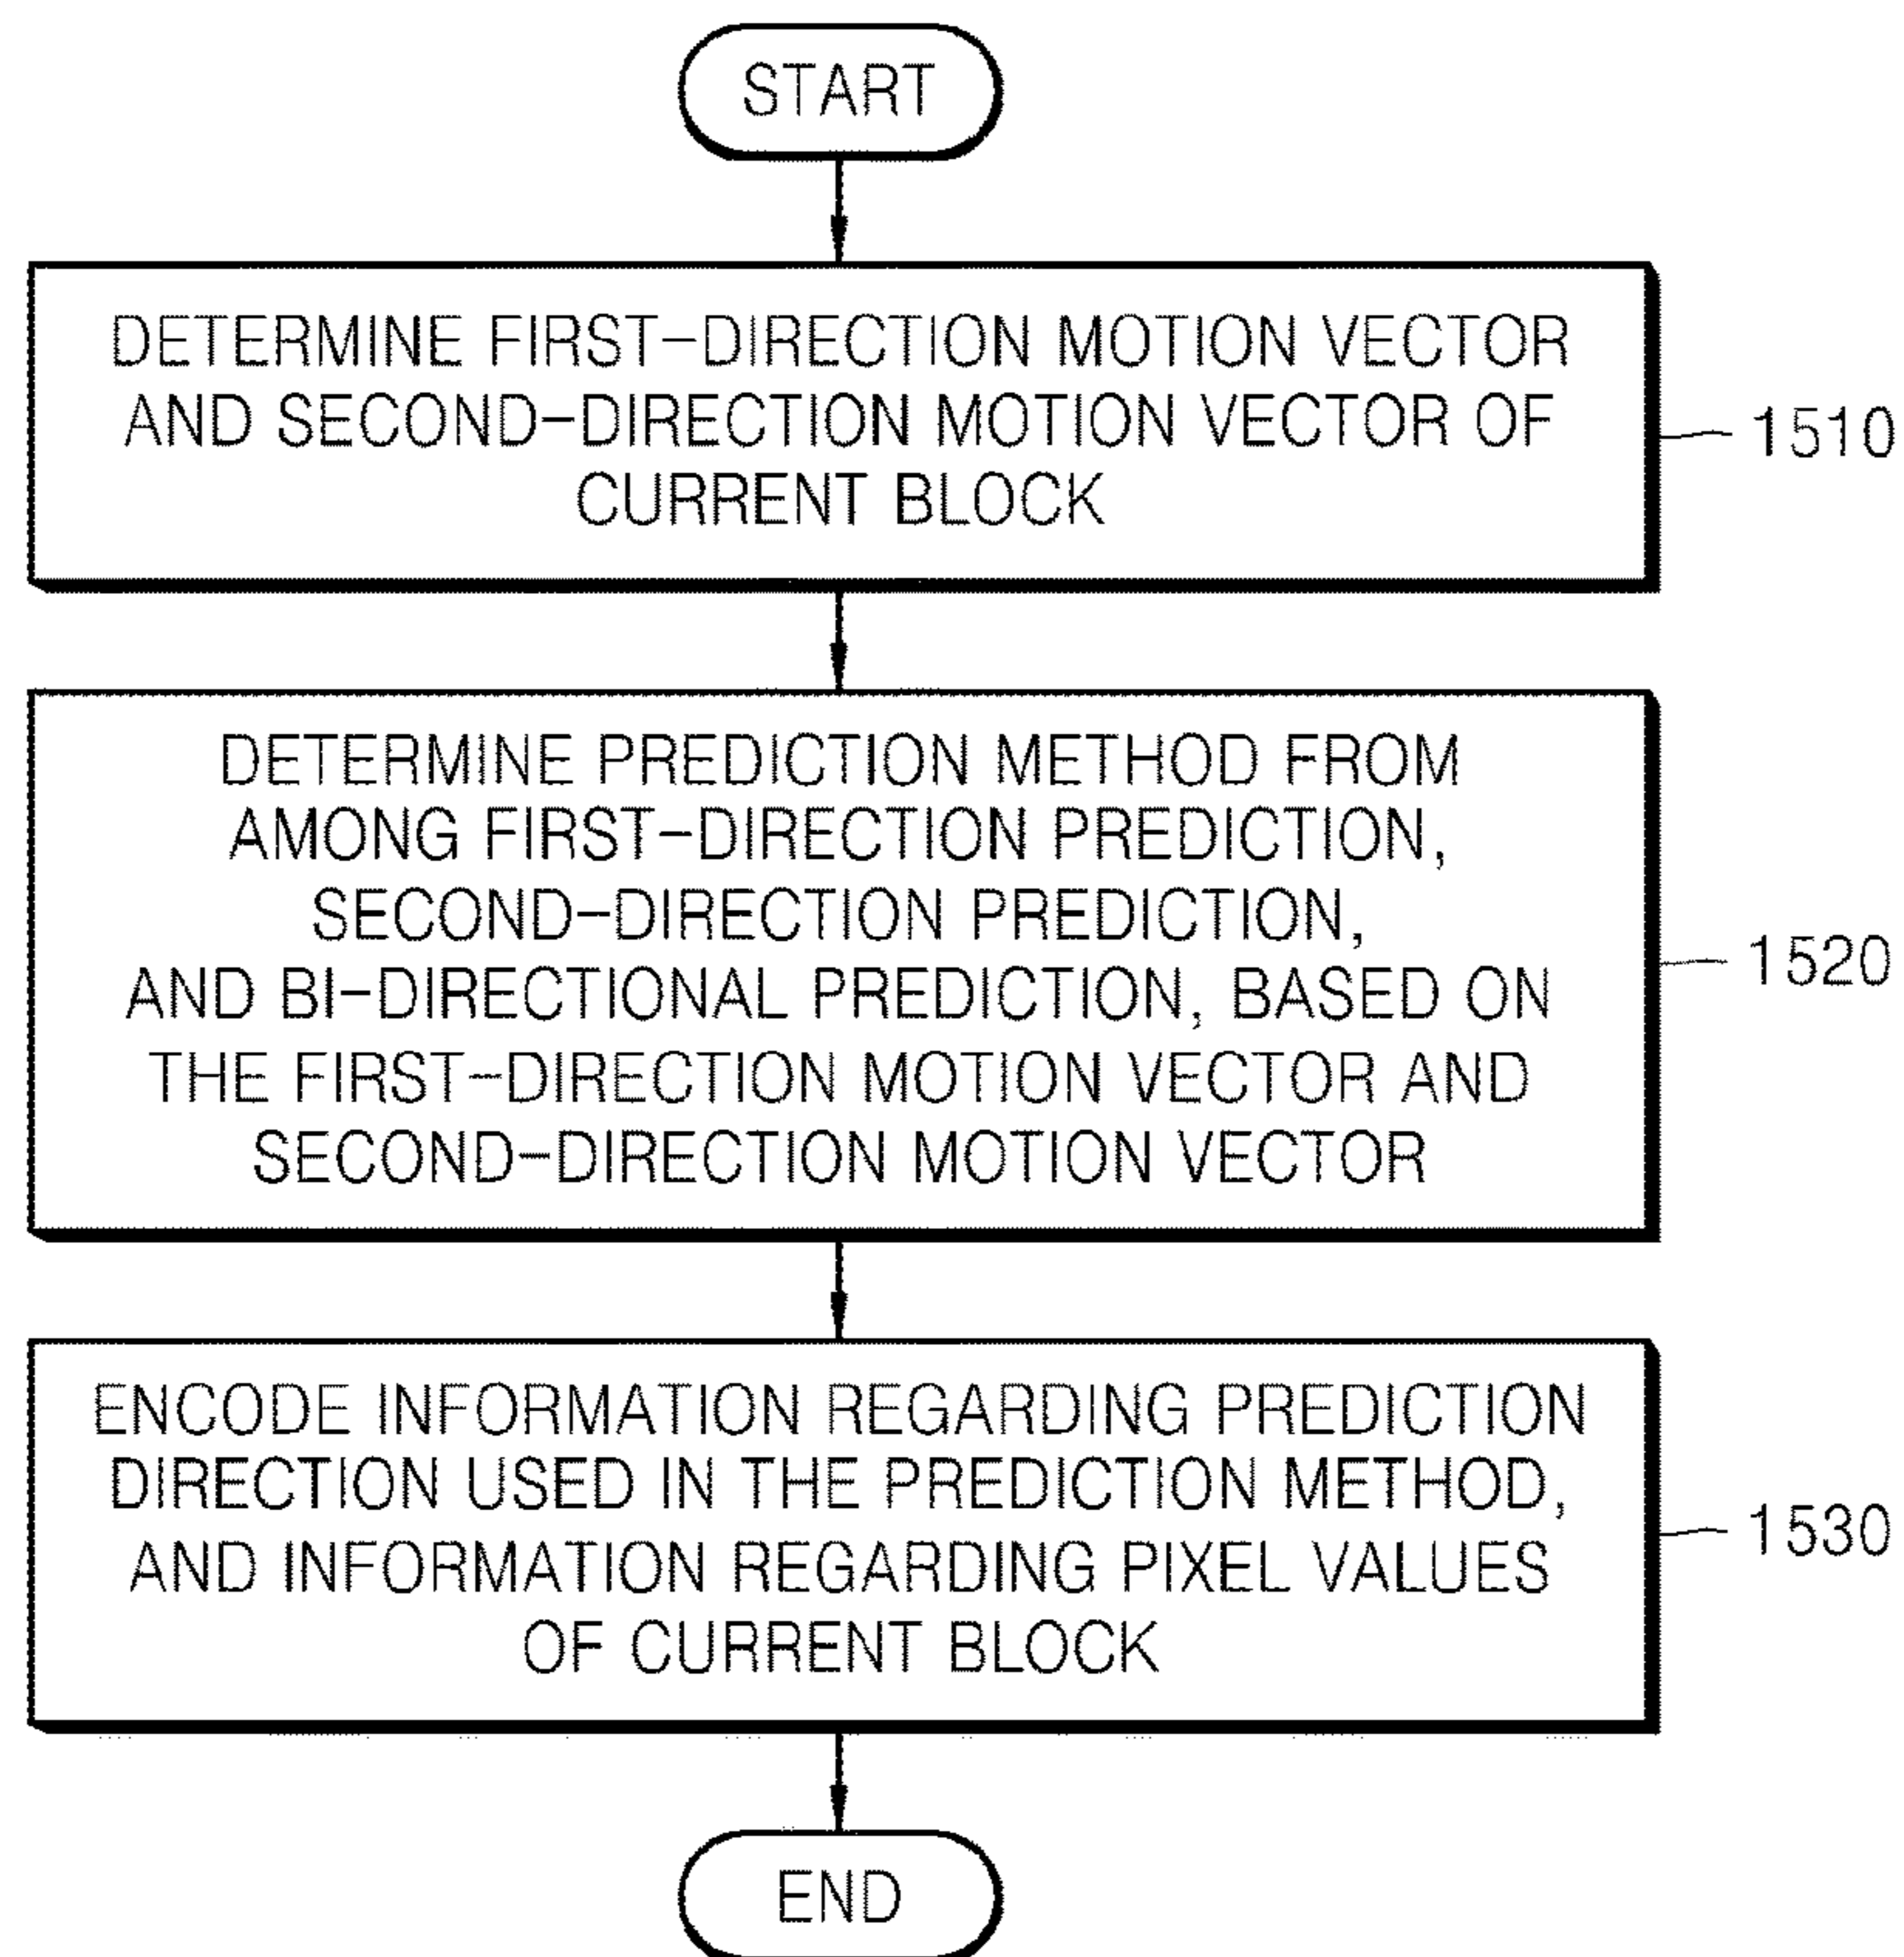 START
DETERMINE FIRST-DIRECTION MOTION VECTOR
AND SECOND-DIRECTION MOTION VECTOR OF
CURRENT BLOCK
1510
DETERMINE PREDICTION METHOD FROM
AMONG FIRST-DIRECTION PREDICTION,
SECOND-DIRECTION PREDICTION,
AND BI-DIRECTIONAL PREDICTION, BASED ON
THE FIRST-DIRECTION MOTION VECTOR AND
SECOND-DIRECTION MOTION VECTOR
1520
ENCODE INFORMATION REGARDING PREDICTION
DIRECTION USED IN THE PREDICTION METHOD,
AND INFORMATION REGARDING PIXEL VALUES
OF CURRENT BLOCK
1530
END